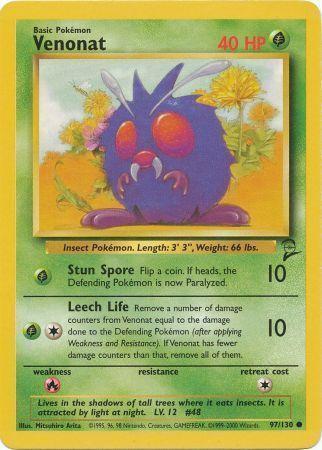 Basic Pokémon
Venonat 40 HP
Insect Pokémon. Length: 3' 3", Weight: 66 lbs.
Stun Spore Flip a coin. If heads, the
Defending Pokémon is now Paralyzed. 10
Leech Life Remove a number of damage
counters from Venonat equal to the damage
done to the Defending Pokémon (after applying
Weakness and Resistance). If Venonat has fewer
damage counters than that, remove all of them. 10
weakness resistance retreat cost
Lives in the shadows of tall trees where it eats insects. It is
attracted by light at night. LV. 12 #48
Illus. Mitsuhiro Arita ©1995, 96, 98 Nintendo, Creatures, GAMEFREAK. ©1999-2000 Wizards. 97/130